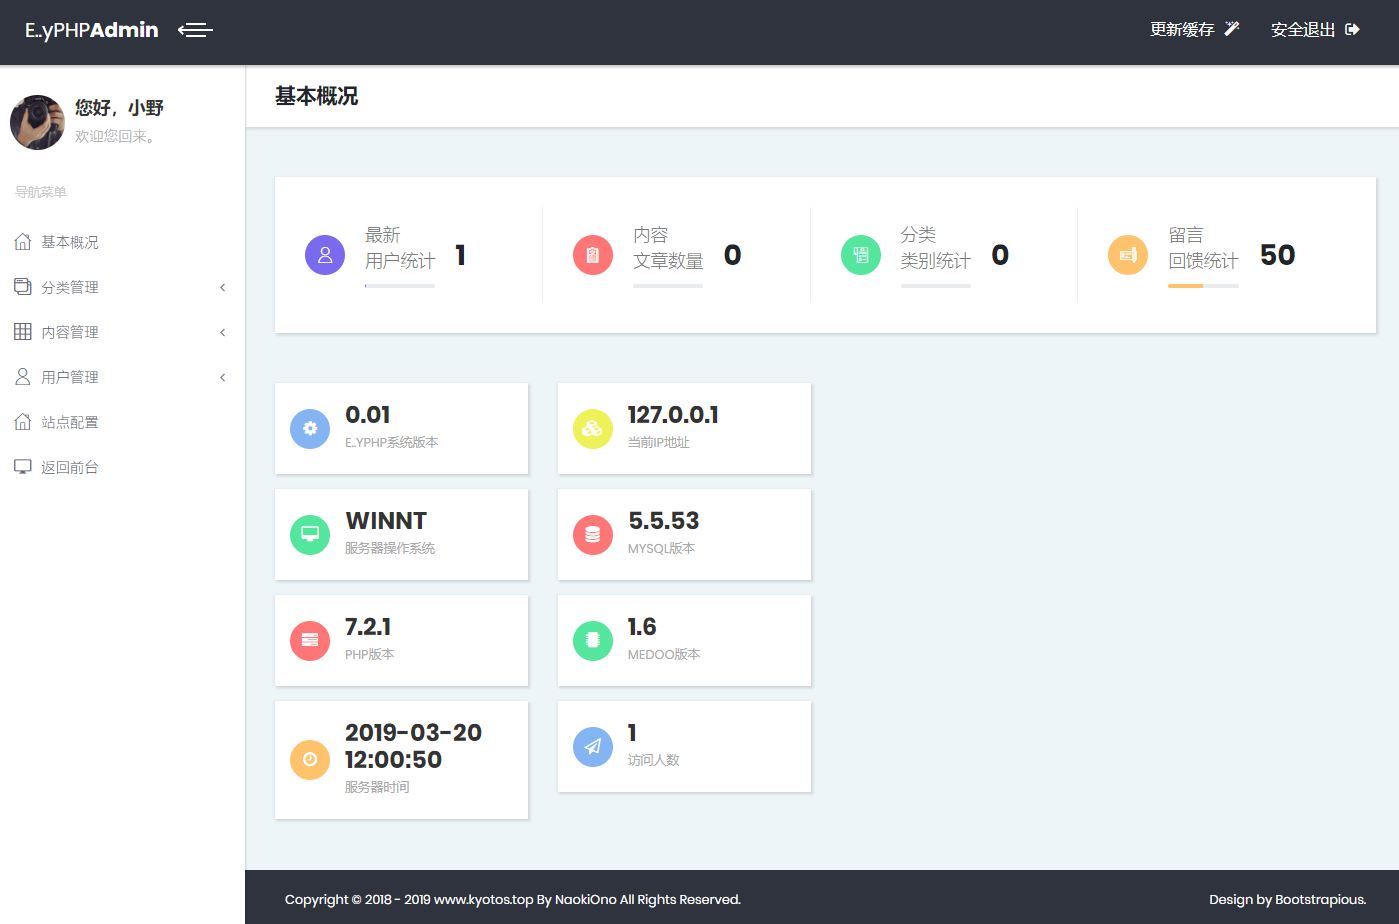 E..yPHPAdmin
更新缓存
安全退出
您好，小野
欢迎您回来。
导航菜单
基本概况
分类管理
内容管理
用户管理
站点配置
返回前台
基本概况
最新
用户统计
1
内容
文章数量
0
分类
类别统计
0
留言
回馈统计
50
0.01
E..YPHP系统版本
127.0.0.1
当前IP地址
WINNT
服务器操作系统
5.5.53
MYSQL版本
7.2.1
PHP版本
1.6
MEDOO版本
2019-03-20
12:00:50
服务器时间
1
访问人数
Copyright © 2018 - 2019 www.kyotos.top By NaokiOno All Rights Reserved.
Design by Bootstrapious.